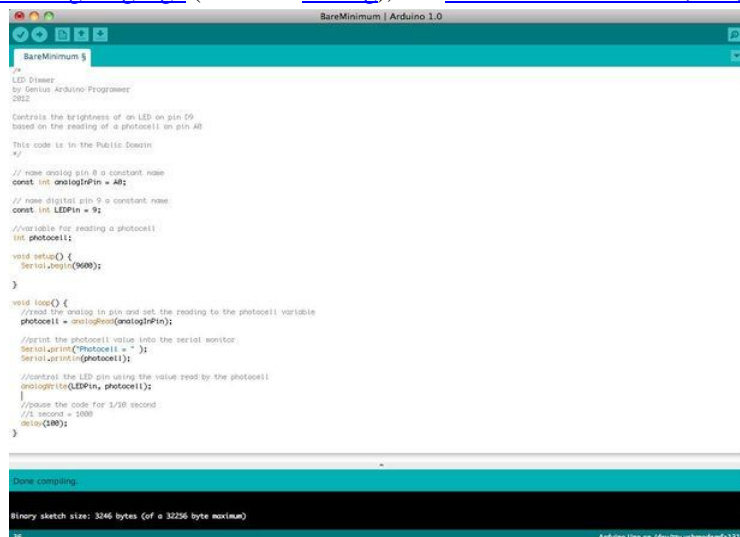 BareMinimum | Arduino 1.0
BareMinimum §
/*
LED Dimmer
by Genius Arduino Programmer
2012

Controls the brightness of an LED on pin D9
based on the reading of a photocell on pin A0

This code is in the Public Domain
*/

// name analog pin 0 a constant name
const int analogInPin = A0;

// name digital pin 9 a constant name
const int LEDPin = 9;

//variable for reading a photocell
int photocell;

void setup() {
  Serial.begin(9600);

}

void loop() {
  //read the analog in pin and set the reading to the photocell variable
  photocell = analogRead(analogInPin);

  //print the photocell value into the serial monitor
  Serial.print("Photocell = " );
  Serial.println(photocell);

  //control the LED pin using the value read by the photocell
  analogWrite(LEDPin, photocell);

  //pause the code for 1/10 second
  //1 second = 1000
  delay(100);
}
Done compiling.
Binary sketch size: 3246 bytes (of a 32256 byte maximum)
36
Arduino Uno on